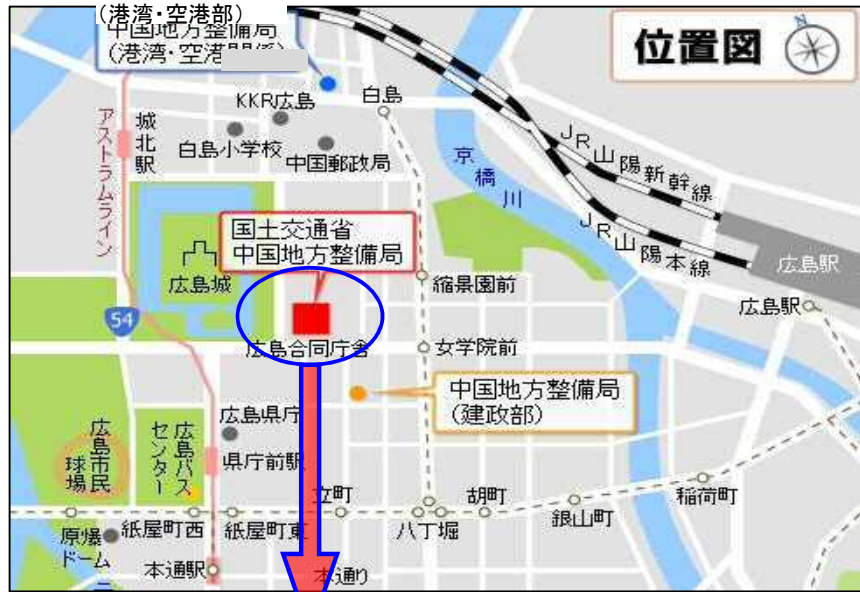 (港湾・空港部)
中国地方整備局
(港湾・空港関係)
位置図
N
白島
KKR広島
城北駅
アストラムライン
白島小学校
中国郵政局
京橋川
JR山陽新幹線
JR山陽本線
国土交通省
中国地方整備局
広島城
縮景園前
広島駅
広島駅
54
広島合同庁舎
女学院前
中国地方整備局
(建政部)
広島県庁
広島市民
球場
広島バス
センター
県庁前駅
立町
胡町
稲荷町
銀山町
八丁堀
紙屋町西
紙屋町東
原爆
ドーム
本通駅
本通り